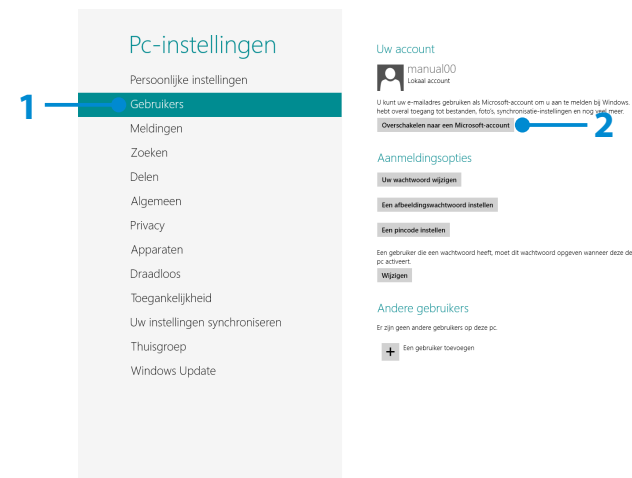 Pc-instellingen
Persoonlijke instellingen
1
Gebruikers
Meldingen
Zoeken
Delen
Algemeen
Privacy
Apparaten
Draadloos
Toegankelijkheid
Uw instellingen synchroniseren
Thuisgroep
Windows Update
Uw account
manual00
Lokaal account
U kunt uw e-mailadres gebruiken als Microsoft-account om u aan te melden bij Windows.
hebt overal toegang tot bestanden, foto's, synchronisatie-instellingen en nog veel meer.
Overschakelen naar een Microsoft-account
2
Aanmeldingsopties
Uw wachtwoord wijzigen
Een afbeeldingswachtwoord instellen
Een pincode instellen
Een gebruiker die een wachtwoord heeft, moet dit wachtwoord opgeven wanneer deze de
pc activeert.
Wijzigen
Andere gebruikers
Er zijn geen andere gebruikers op deze pc.
+ Een gebruiker toevoegen